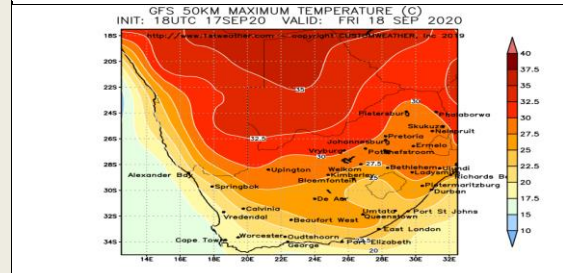 GFS 50KM MAXIMUM TEMPERATURE (C)
INIT: 18UTC 17SEP20 VALID: FRI 18 SEP 2020
http://www.1stweather.com - copyright CUSTOMWEATHER, Inc 2019
18S
20S
22S
24S
26S
28S
30S
32S
34S
14E
16E
18E
20E
22E
24E
26E
28E
30E
32E
40
37.5
35
32.5
30
27.5
25
22.5
20
17.5
15
10
35
32.5
30
30
27.5
25
20
Pietersburg
Phalaborwa
Skukuza
Nelspruit
Pretoria
Johannesburg
Ermelo
Potchefstroom
Vryburg
Bethlehem
Ladysmith
Welkom
Kimberley
Bloemfontein
Upington
Alexander Bay
Springbok
Richards Bay
Pietermaritzburg
Durban
De Aar
Calvinia
Vredendal
Beaufort West
Umtata
Port St Johns
Queenstown
East London
Worcester
Oudtshoorn
Cape Town
George
Port Elizabeth